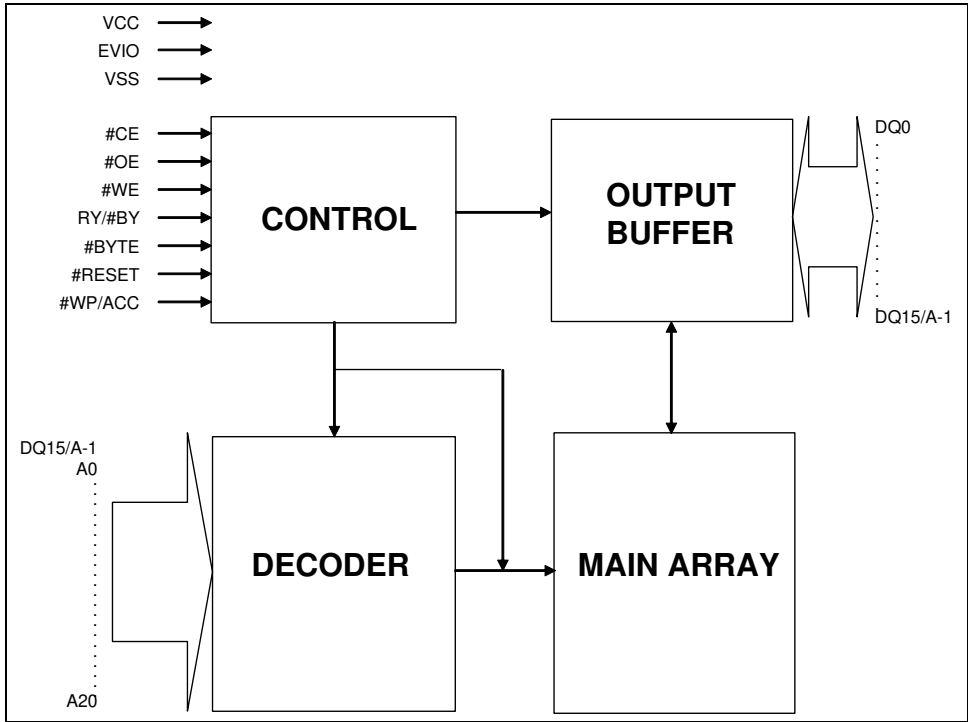 VCC
EVIO
VSS
#CE
#OE
#WE
RY/#BY
#BYTE
#RESET
#WP/ACC
CONTROL
OUTPUT
BUFFER
DQ0
DQ15/A-1
DQ15/A-1
A0
A20
DECODER
MAIN ARRAY